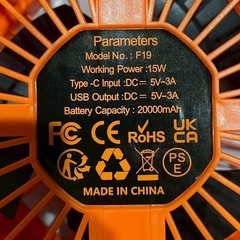 Parameters
Model No.: F19
Working Power :15W
Type -C Input :DC⎓ 5V–3A
USB Output :DC⎓ 5V–3A
Battery Capacity : 20000mAh
FC CE RoHS UK CA
PS E
MADE IN CHINA